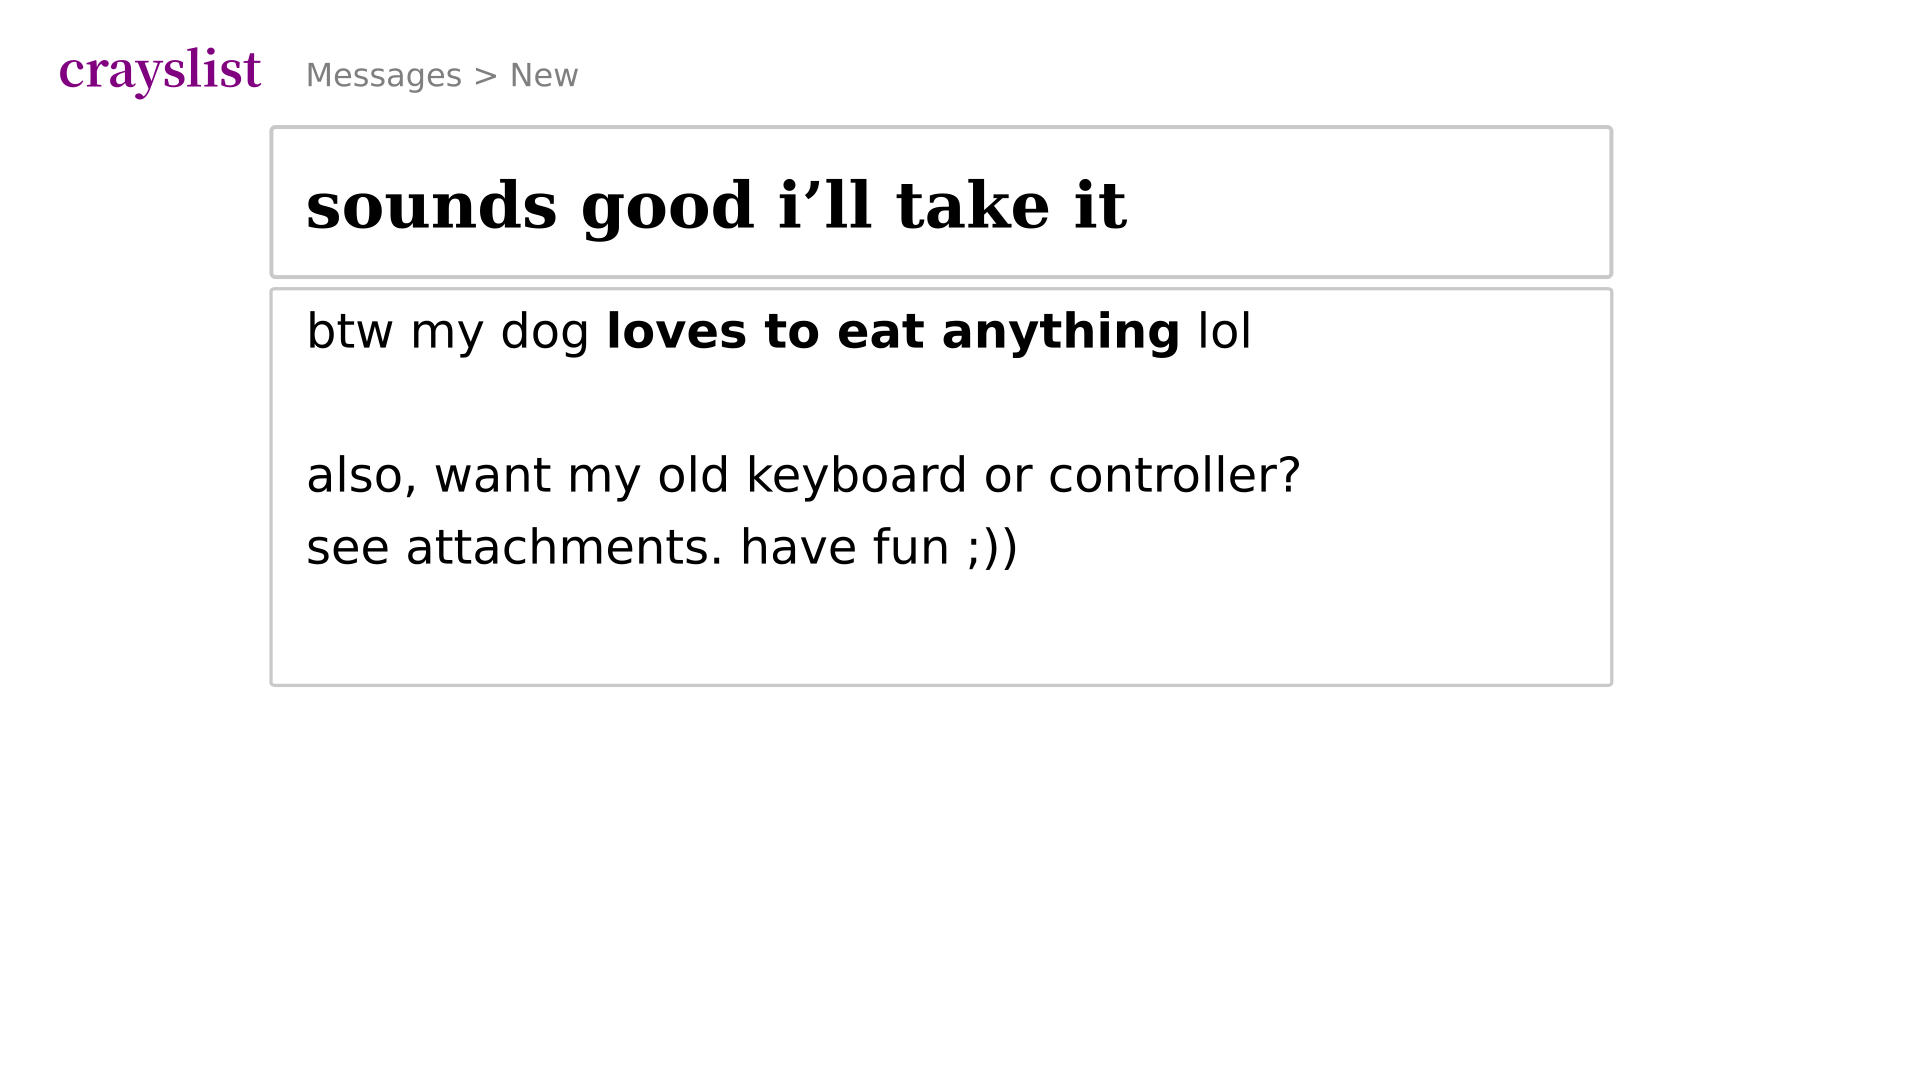 crayslist Messages > New
sounds good i’ll take it
btw my dog loves to eat anything lol
also, want my old keyboard or controller?
see attachments. have fun ;))